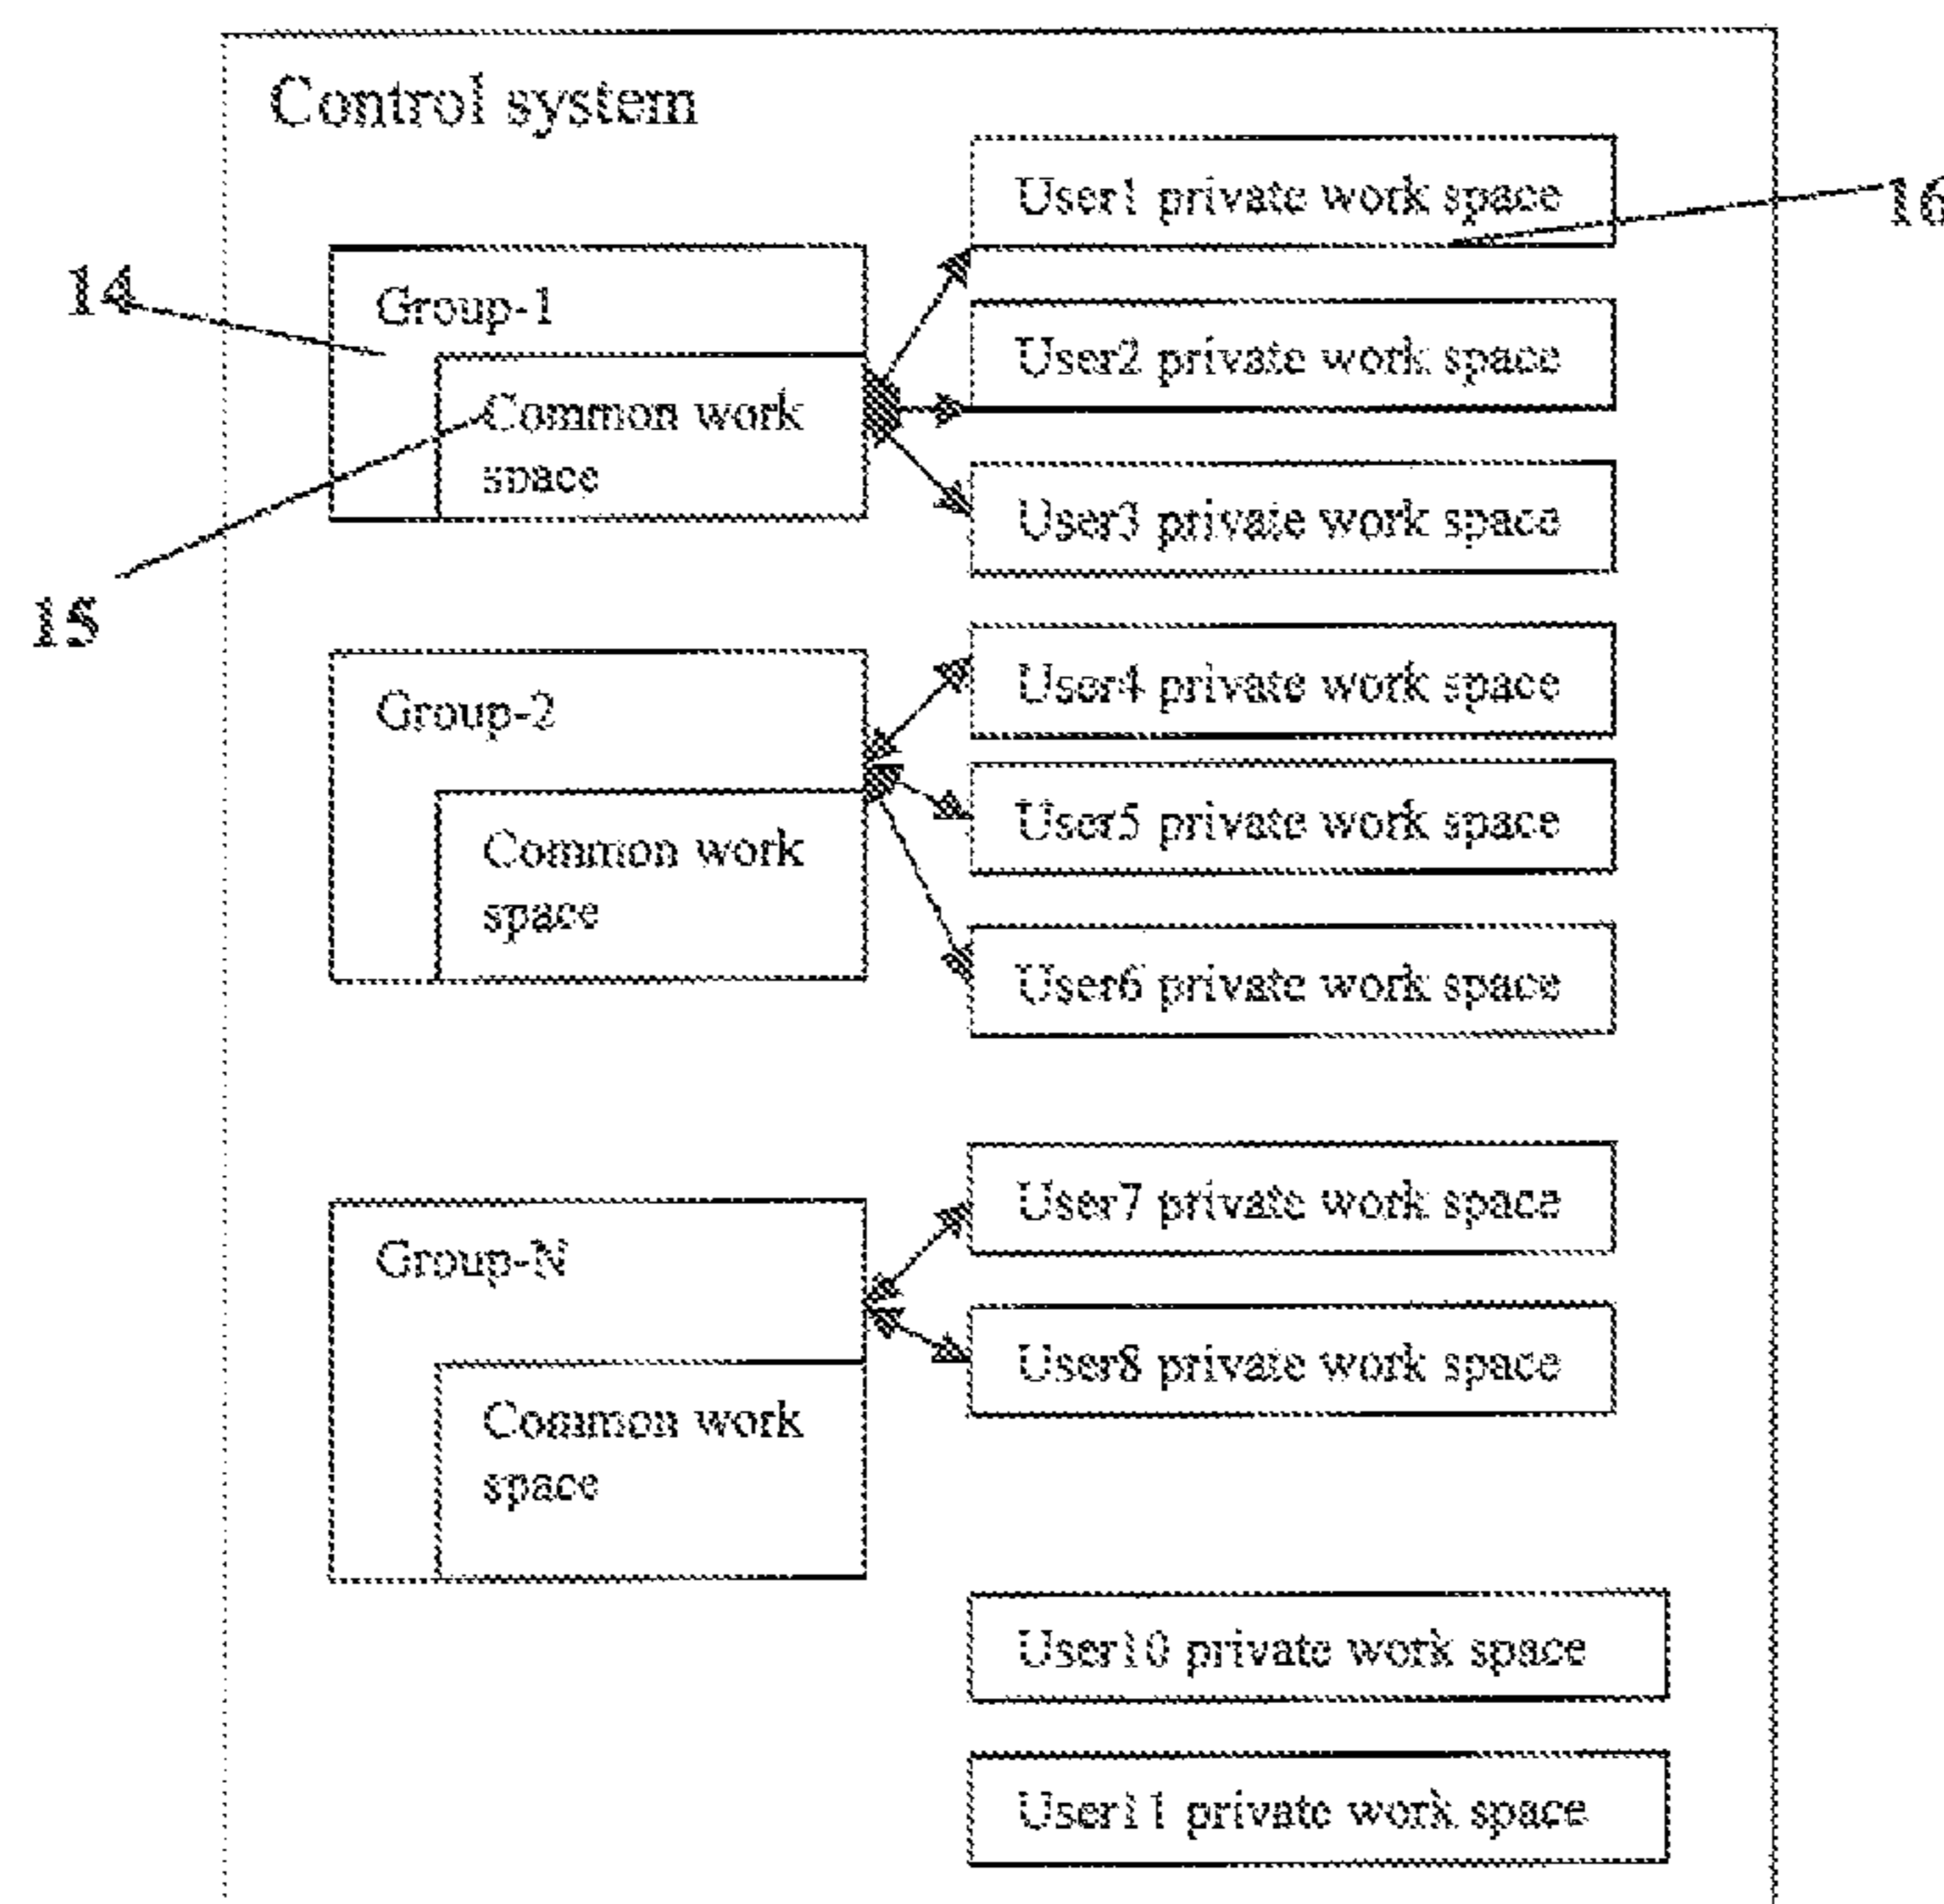 Control system
User1 private work space
16
Group-1
14
User2 private work space
Common work
space
User3 private work space
15
User4 private work space
Group-2
User5 private work space
Common work
space
User6 private work space
User7 private work space
Group-N
User8 private work space
Common work
space
User10 private work space
User11 private work space